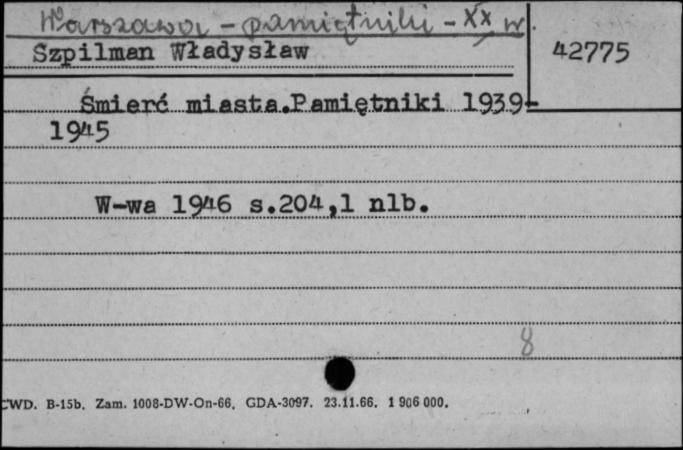 Warszawa - pamiętniki - XX w.
Szpilman Władysław
42775
Śmierć miasta.Pamiętniki 1939-
1945
W-wa 1946 s.204,1 nlb.
8
CWD. B-15b. Zam. 1008-DW-On-66. GDA-3097. 23.11.66. 1 906 000.